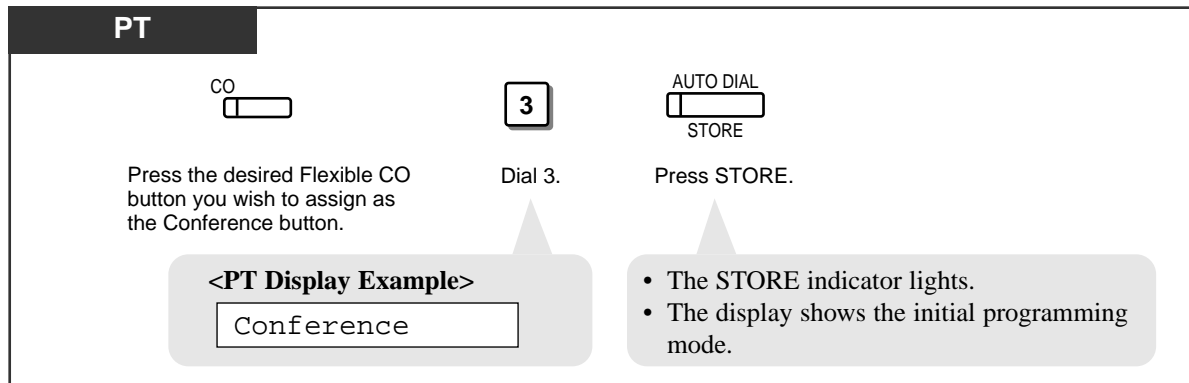 PT
CO
3
AUTO DIAL
STORE
Press the desired Flexible CO
button you wish to assign as
the Conference button.
Dial 3.
Press STORE.
<PT Display Example>
Conference
• The STORE indicator lights.
• The display shows the initial programming
mode.